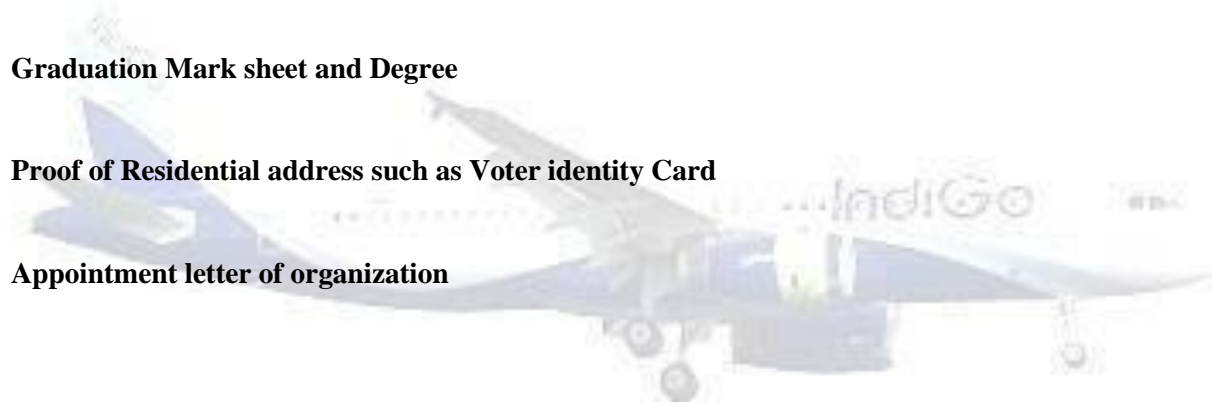 Graduation Mark sheet and Degree
Proof of Residential address such as Voter identity Card
IndiGo
Appointment letter of organization